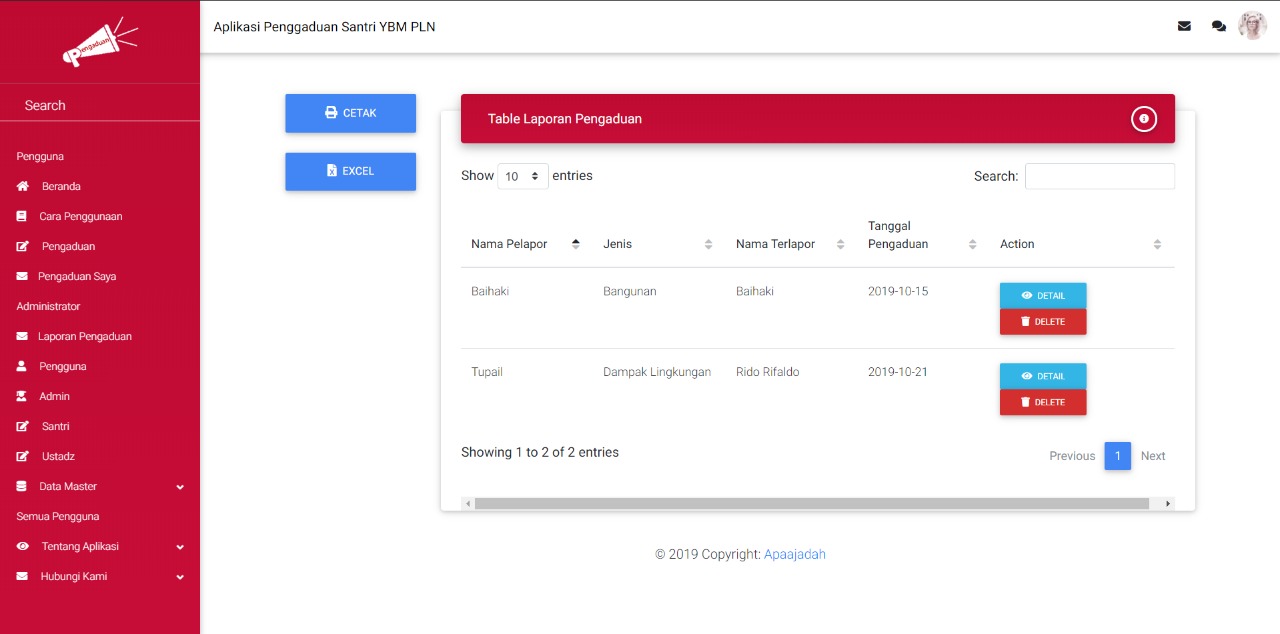 Pengaduan
Search
Pengguna
Beranda
Cara Penggunaan
Pengaduan
Pengaduan Saya
Administrator
Laporan Pengaduan
Pengguna
Admin
Santri
Ustadz
Data Master
Semua Pengguna
Tentang Aplikasi
Hubungi Kami
Aplikasi Penggaduan Santri YBM PLN
CETAK
EXCEL
Table Laporan Pengaduan
Show 10 entries
Search:
Nama Pelapor Jenis Nama Terlapor Tanggal Pengaduan Action
Baihaki Bangunan Baihaki 2019-10-15 DETAIL
DELETE
Tupail Dampak Lingkungan Rido Rifaldo 2019-10-21 DETAIL
DELETE
Showing 1 to 2 of 2 entries
Previous 1 Next
© 2019 Copyright: Apaajadah